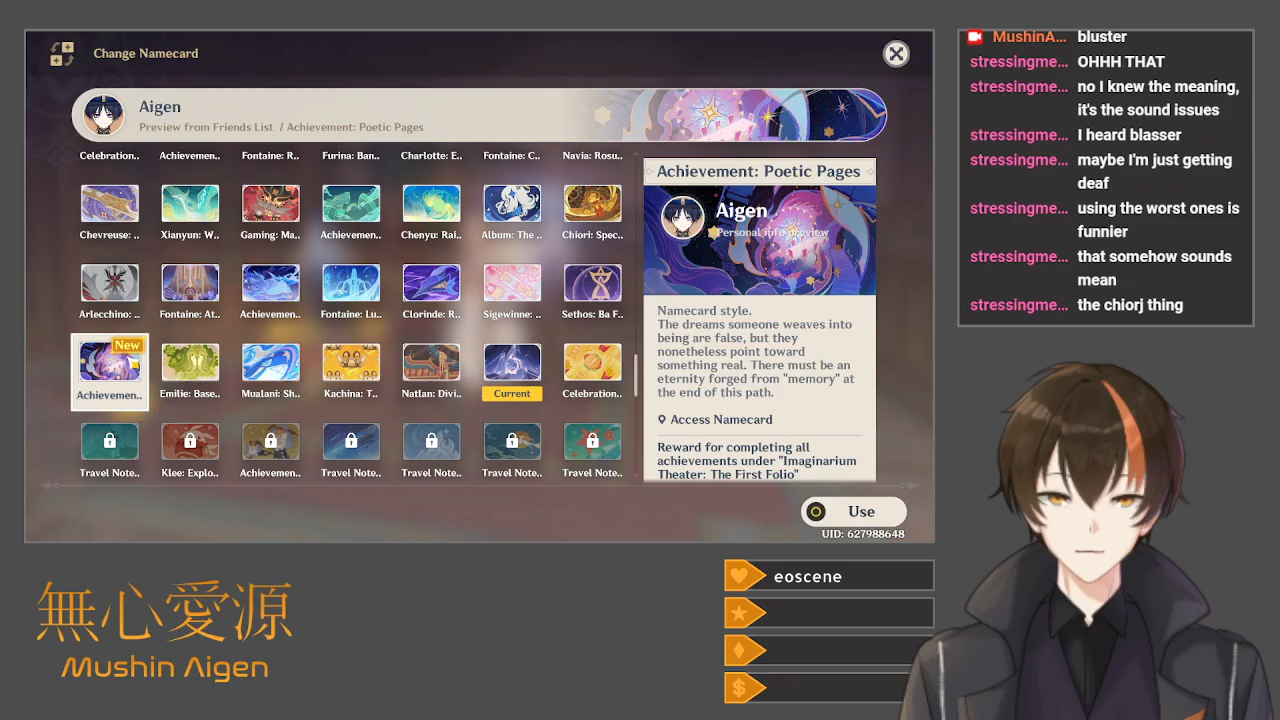 Change Namecard
Aigen
Preview from Friends List / Achievement: Poetic Pages
Celebration.. Achievemen.. Fontaine: R.. Furina: Ban.. Charlotte: E.. Fontaine: C.. Navia: Rosu..
Chevreuse: .. Xianyun: W.. Gaming: Ma.. Achievemen.. Chenyu: Rai.. Album: The .. Chiori: Spec..
Arlecchino: .. Fontaine: At.. Achievemen.. Fontaine: Lu.. Clorinde: R.. Sigewinne: .. Sethos: Ba F..
New
Achievemen.. Emilie: Base.. Mualani: Sh.. Kachina: T.. Natlan: Divi.. Current Celebration..
Travel Note.. Klee: Explo.. Achievemen.. Travel Note.. Travel Note.. Travel Note.. Travel Note..
Achievement: Poetic Pages
Aigen
Personal info preview
Namecard style.
The dreams someone weaves into
being are false, but they
nonetheless point toward
something real. There must be an
eternity forged from "memory" at
the end of this path.
Access Namecard
Reward for completing all
achievements under "Imaginarium
Theater: The First Folio"
Use
UID: 627988648
MushinA... bluster
stressingme... OHHH THAT
stressingme... no I knew the meaning,
it's the sound issues
stressingme... I heard blasser
stressingme... maybe I'm just getting
deaf
stressingme... using the worst ones is
funnier
stressingme... that somehow sounds
mean
stressingme... the chiorj thing
eoscene
$
無心愛源
Mushin Aigen